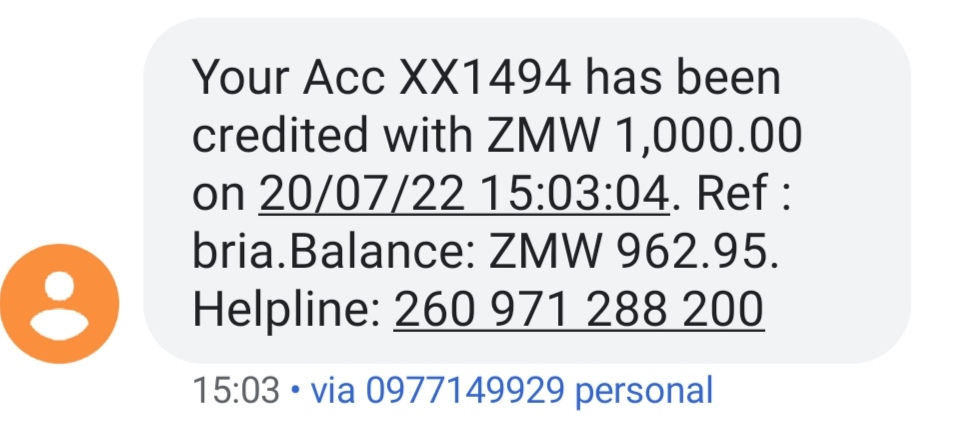 Your Acc XX1494 has been
credited with ZMW 1,000.00
on 20/07/22 15:03:04. Ref :
bria.Balance: ZMW 962.95.
Helpline: 260 971 288 200
15:03 • via 0977149929 personal